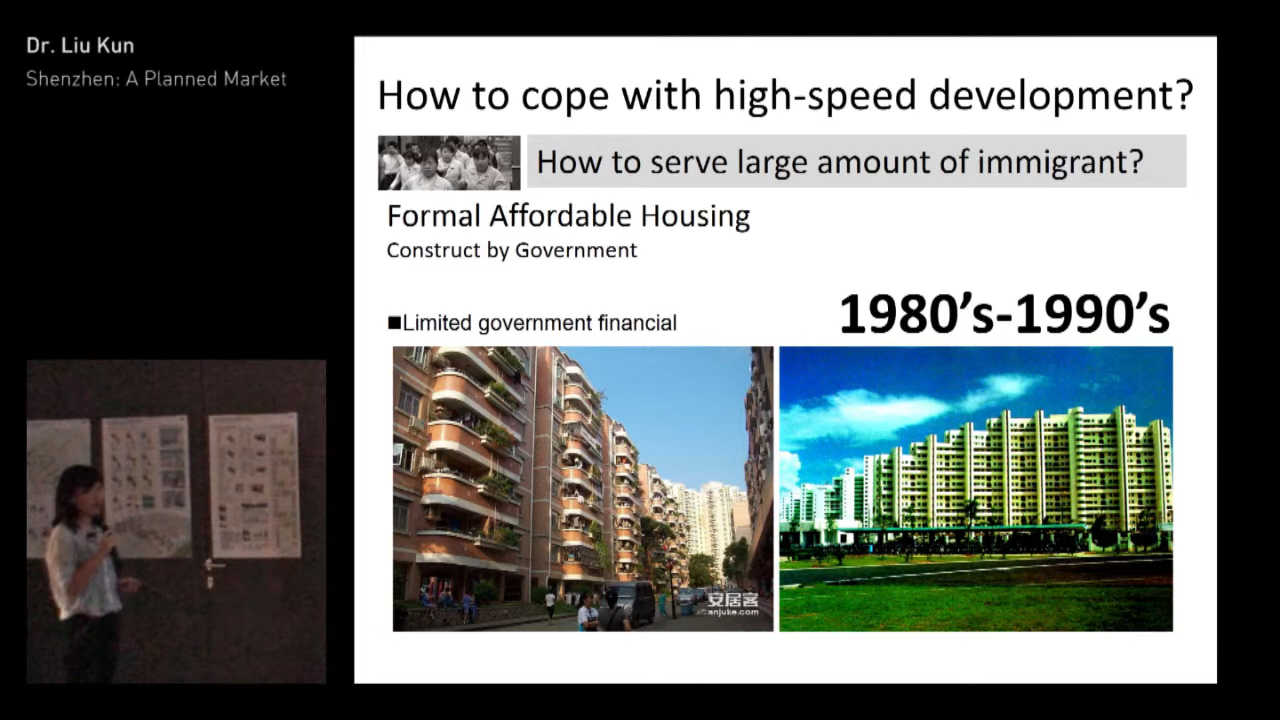 Dr. Liu Kun
Shenzhen: A Planned Market
How to cope with high-speed development?
How to serve large amount of immigrant?
Formal Affordable Housing
Construct by Government
■Limited government financial
1980’s-1990’s
安居客
anjuke.com